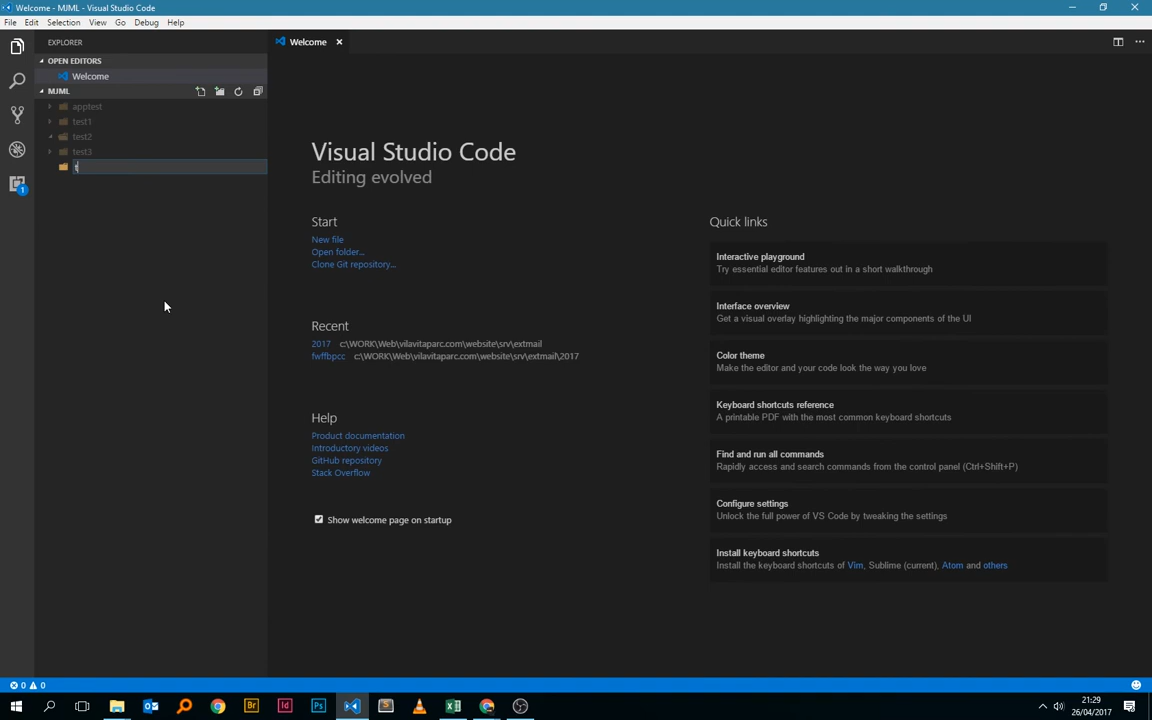 Welcome - MJML - Visual Studio Code
File Edit Selection View Go Debug Help
EXPLORER
Welcome
OPEN EDITORS
Welcome
MJML
apptest
test1
test2
test3
t
Visual Studio Code
Editing evolved
Start
New file
Open folder...
Clone Git repository...
Recent
2017 c:\WORK\Web\vilavitaparc.com\website\srv\extmail
fwffbpcc c:\WORK\Web\vilavitaparc.com\website\srv\extmail\2017
Help
Product documentation
Introductory videos
GitHub repository
Stack Overflow
Show welcome page on startup
Quick links
Interactive playground
Try essential editor features out in a short walkthrough
Interface overview
Get a visual overlay highlighting the major components of the UI
Color theme
Make the editor and your code look the way you love
Keyboard shortcuts reference
A printable PDF with the most common keyboard shortcuts
Find and run all commands
Rapidly access and search commands from the control panel (Ctrl+Shift+P)
Configure settings
Unlock the full power of VS Code by tweaking the settings
Install keyboard shortcuts
Install the keyboard shortcuts of Vim, Sublime (current), Atom and others
1
0 0
Br Id Ps
21:29
26/04/2017